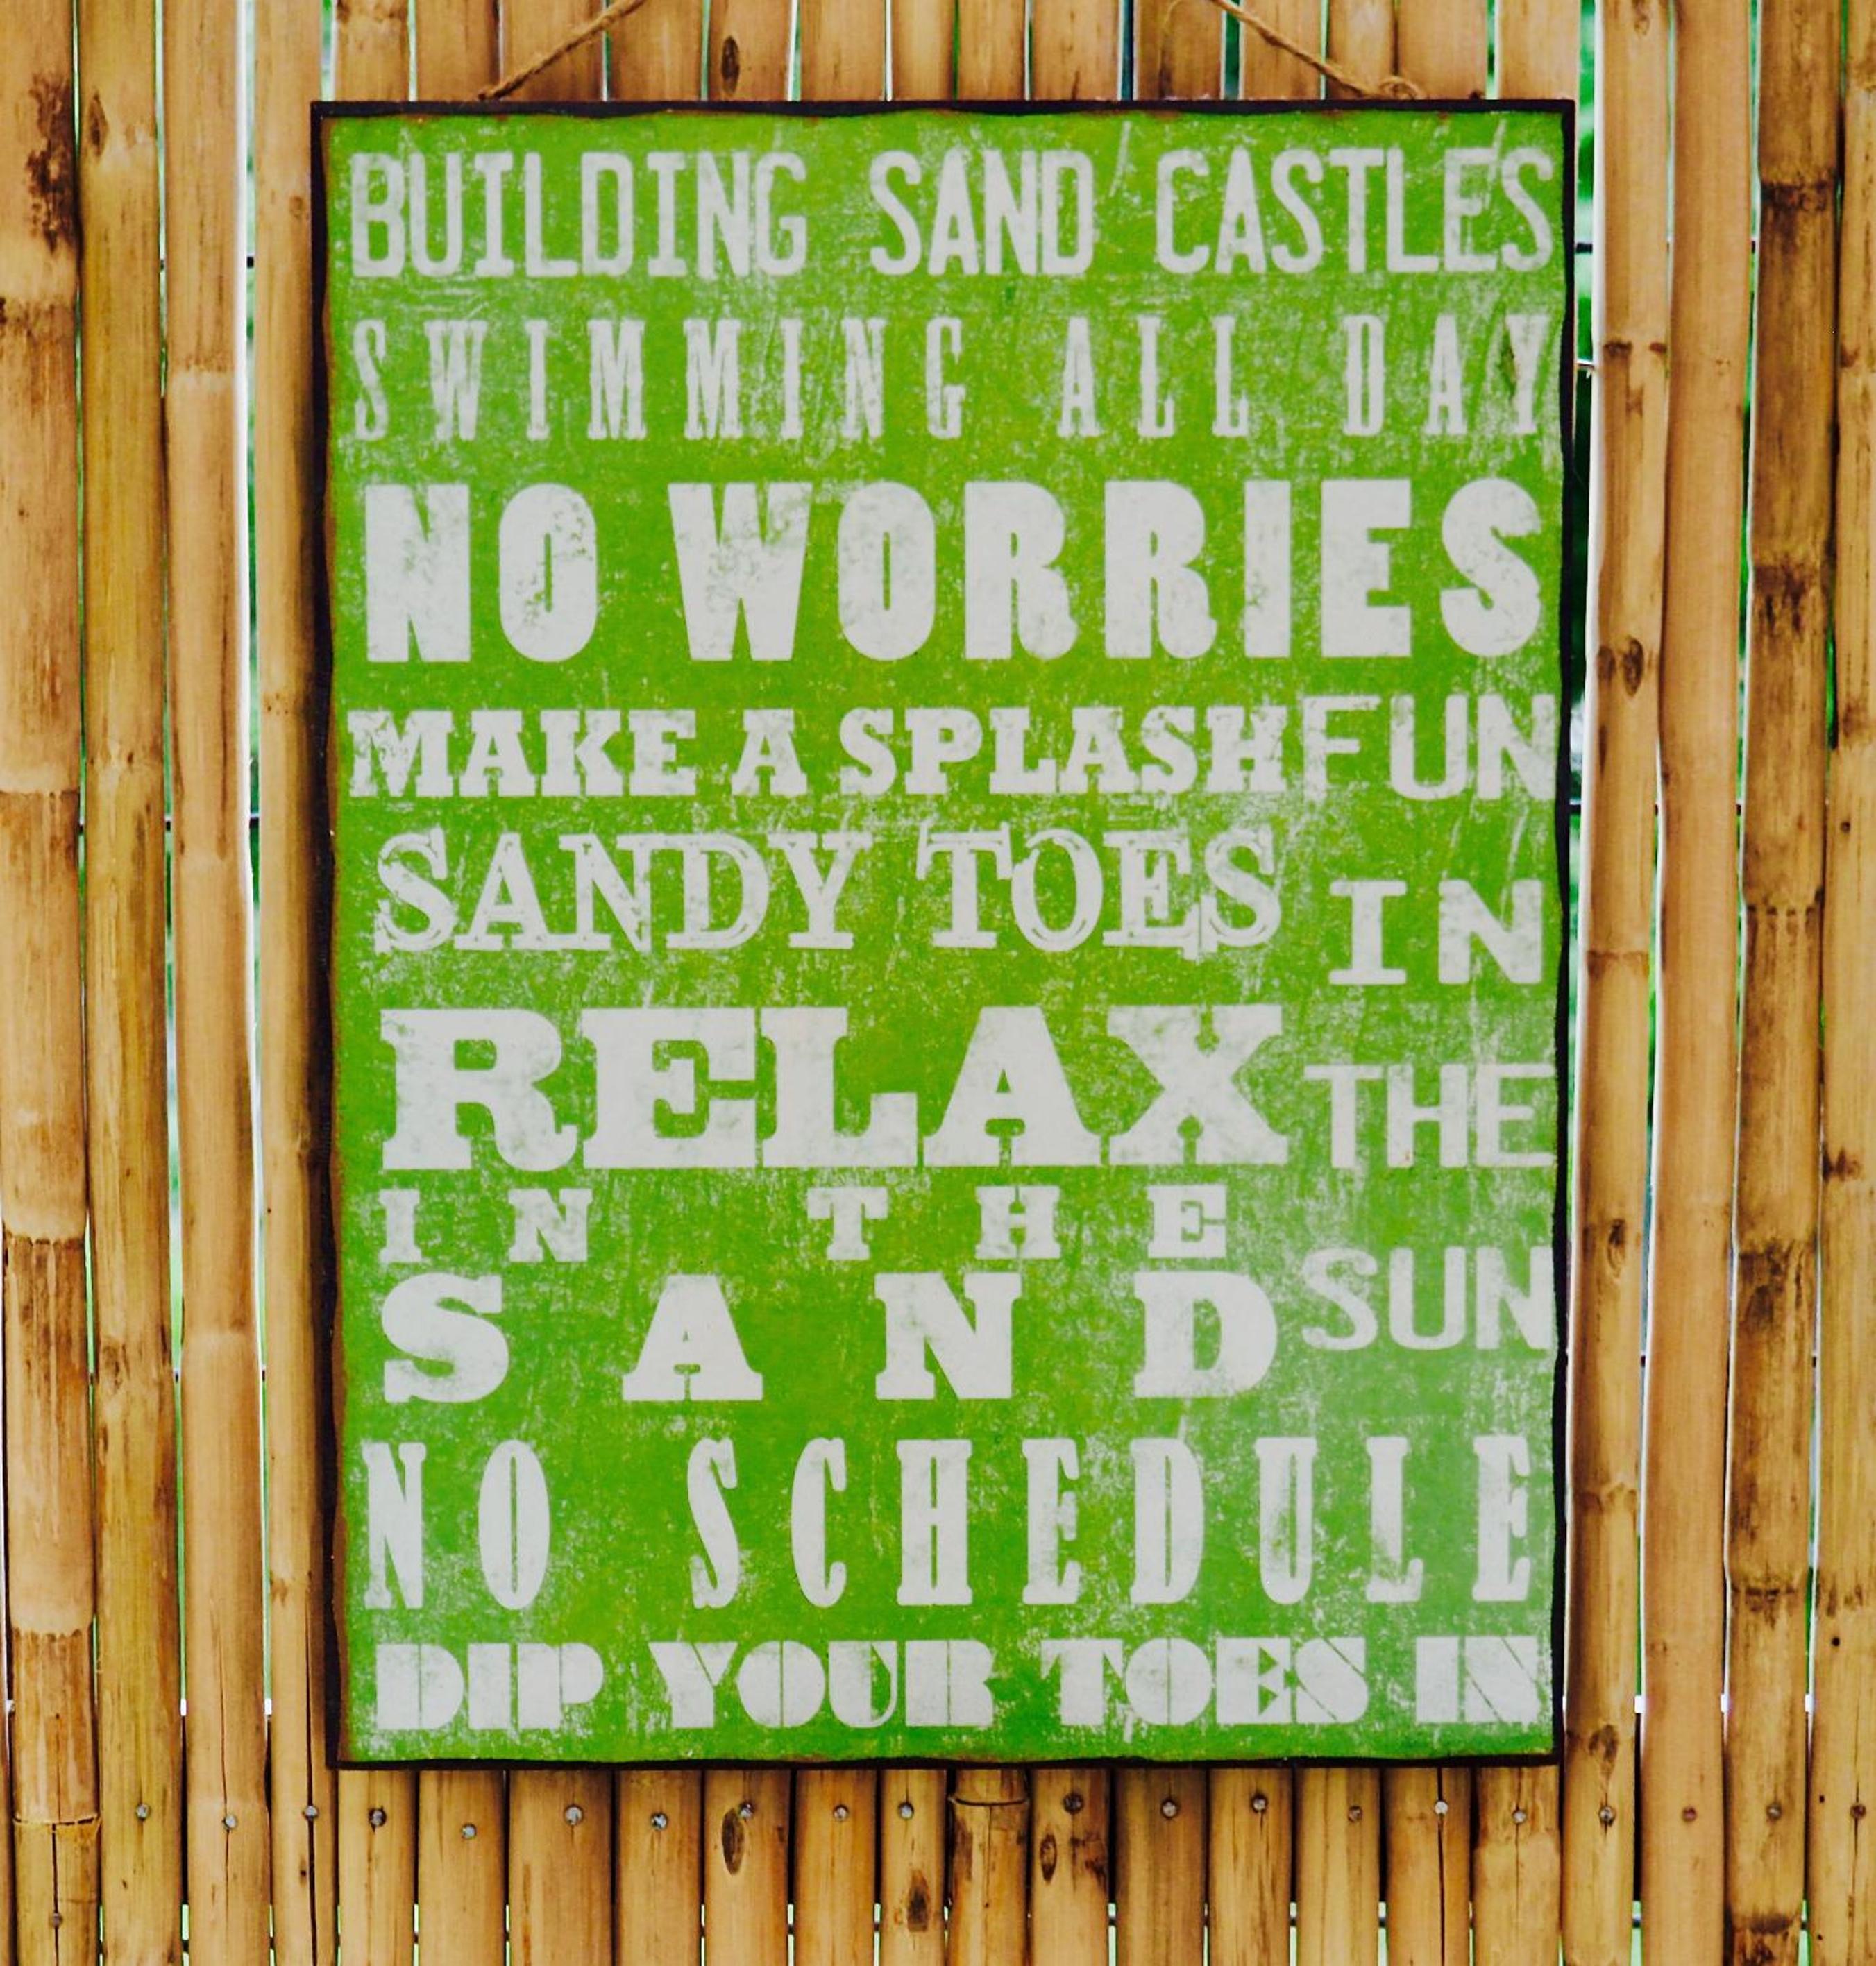 BUILDING SAND CASTLES
SWIMMING ALL DAY
NO WORRIES
MAKE A SPLASH
SANDY TOES
RELAX
IN THE
SAND
FUN
IN
THE
SUN
NO SCHEDULE
DIP YOUR TOES IN